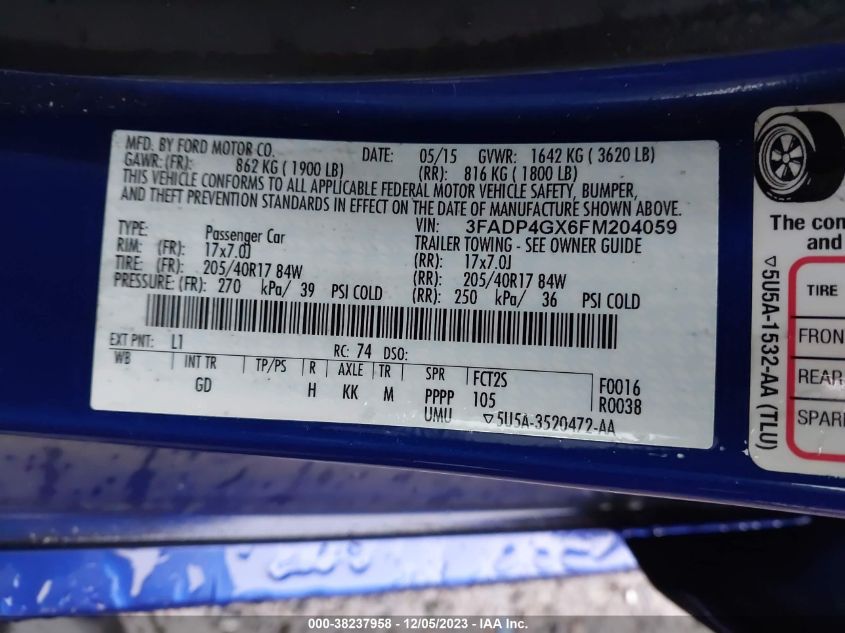 MFD. BY FORD MOTOR CO.
DATE: 05/15 GVWR: 1642 KG ( 3620 LB)
GAWR: (FR): 862 KG ( 1900 LB) (RR): 816 KG ( 1800 LB)
THIS VEHICLE CONFORMS TO ALL APPLICABLE FEDERAL MOTOR VEHICLE SAFETY, BUMPER,
AND THEFT PREVENTION STANDARDS IN EFFECT ON THE DATE OF MANUFACTURE SHOWN ABOVE.
VIN: 3FADP4GX6FM204059
TYPE: Passenger Car TRAILER TOWING - SEE OWNER GUIDE
RIM: (FR): 17x7.0J (RR): 17x7.0J
TIRE: (FR): 205/40R17 84W (RR): 205/40R17 84W
PRESSURE: (FR): 270 kPa/ 39 PSI COLD (RR): 250 kPa/ 36 PSI COLD
EXT PNT: L1 RC: 74 DSO:
WB INT TR TP/PS R AXLE TR SPR FCT2S F0016
GD H KK M PPPP 105 R0038
UMU ▽5U5A-3520472-AA
The com
and
▽5U5A-1532-AA (TLU)
TIRE
FRON
REAR
SPAR
000-38237958 - 12/05/2023 - IAA Inc.